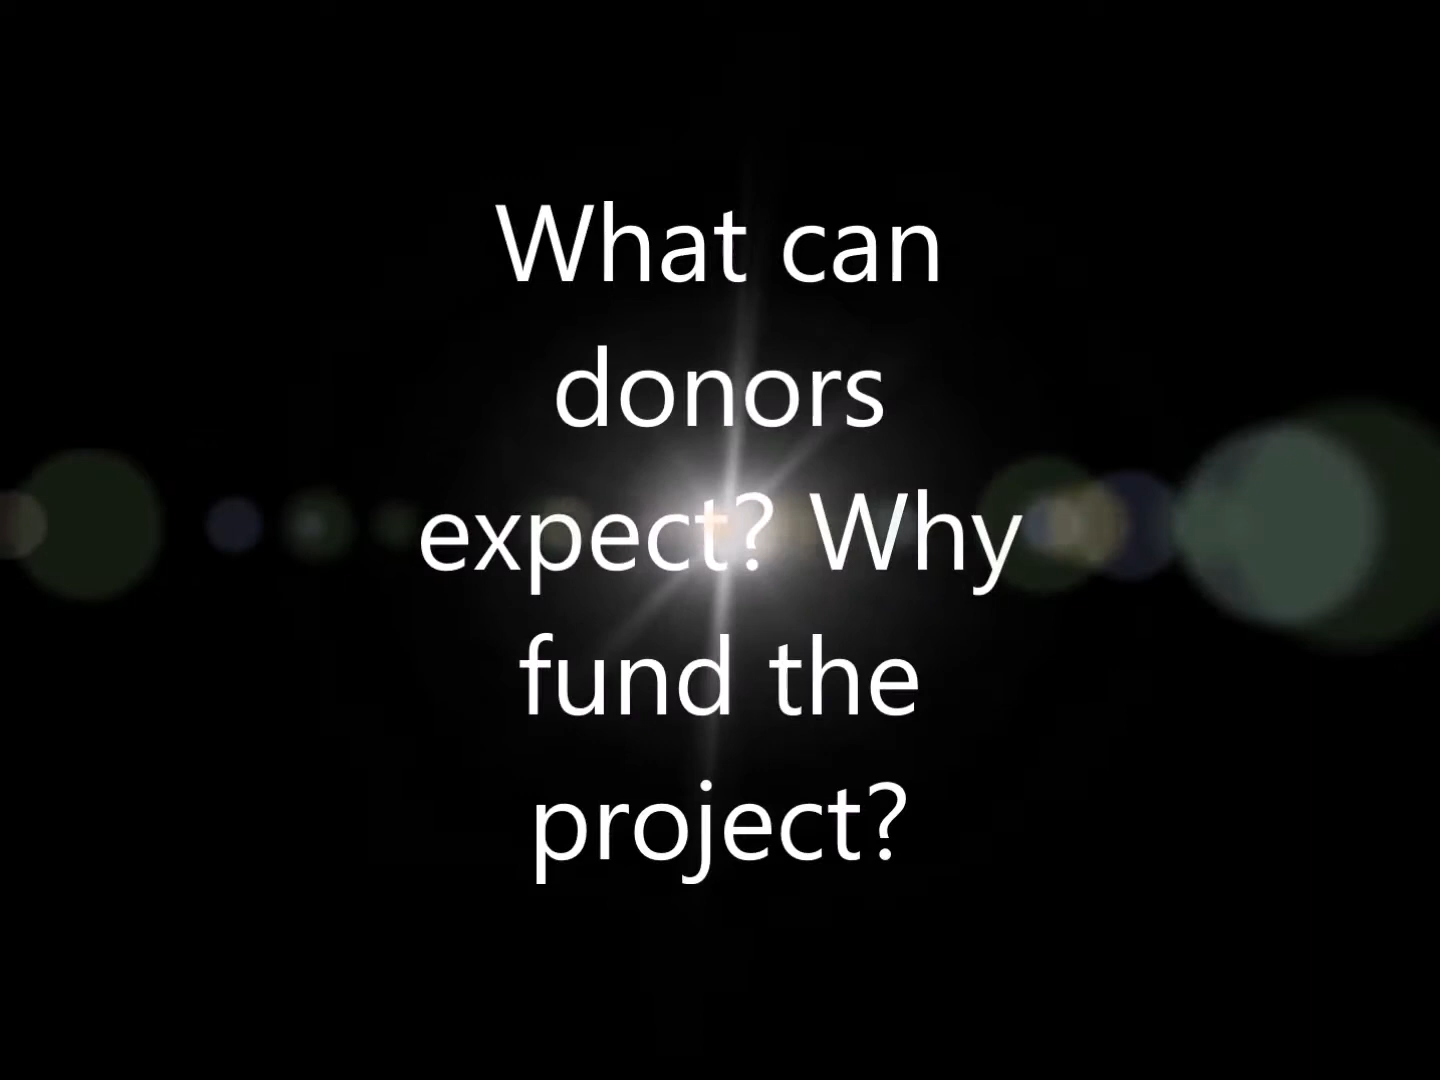 What can
donors
expect? Why
fund the
project?